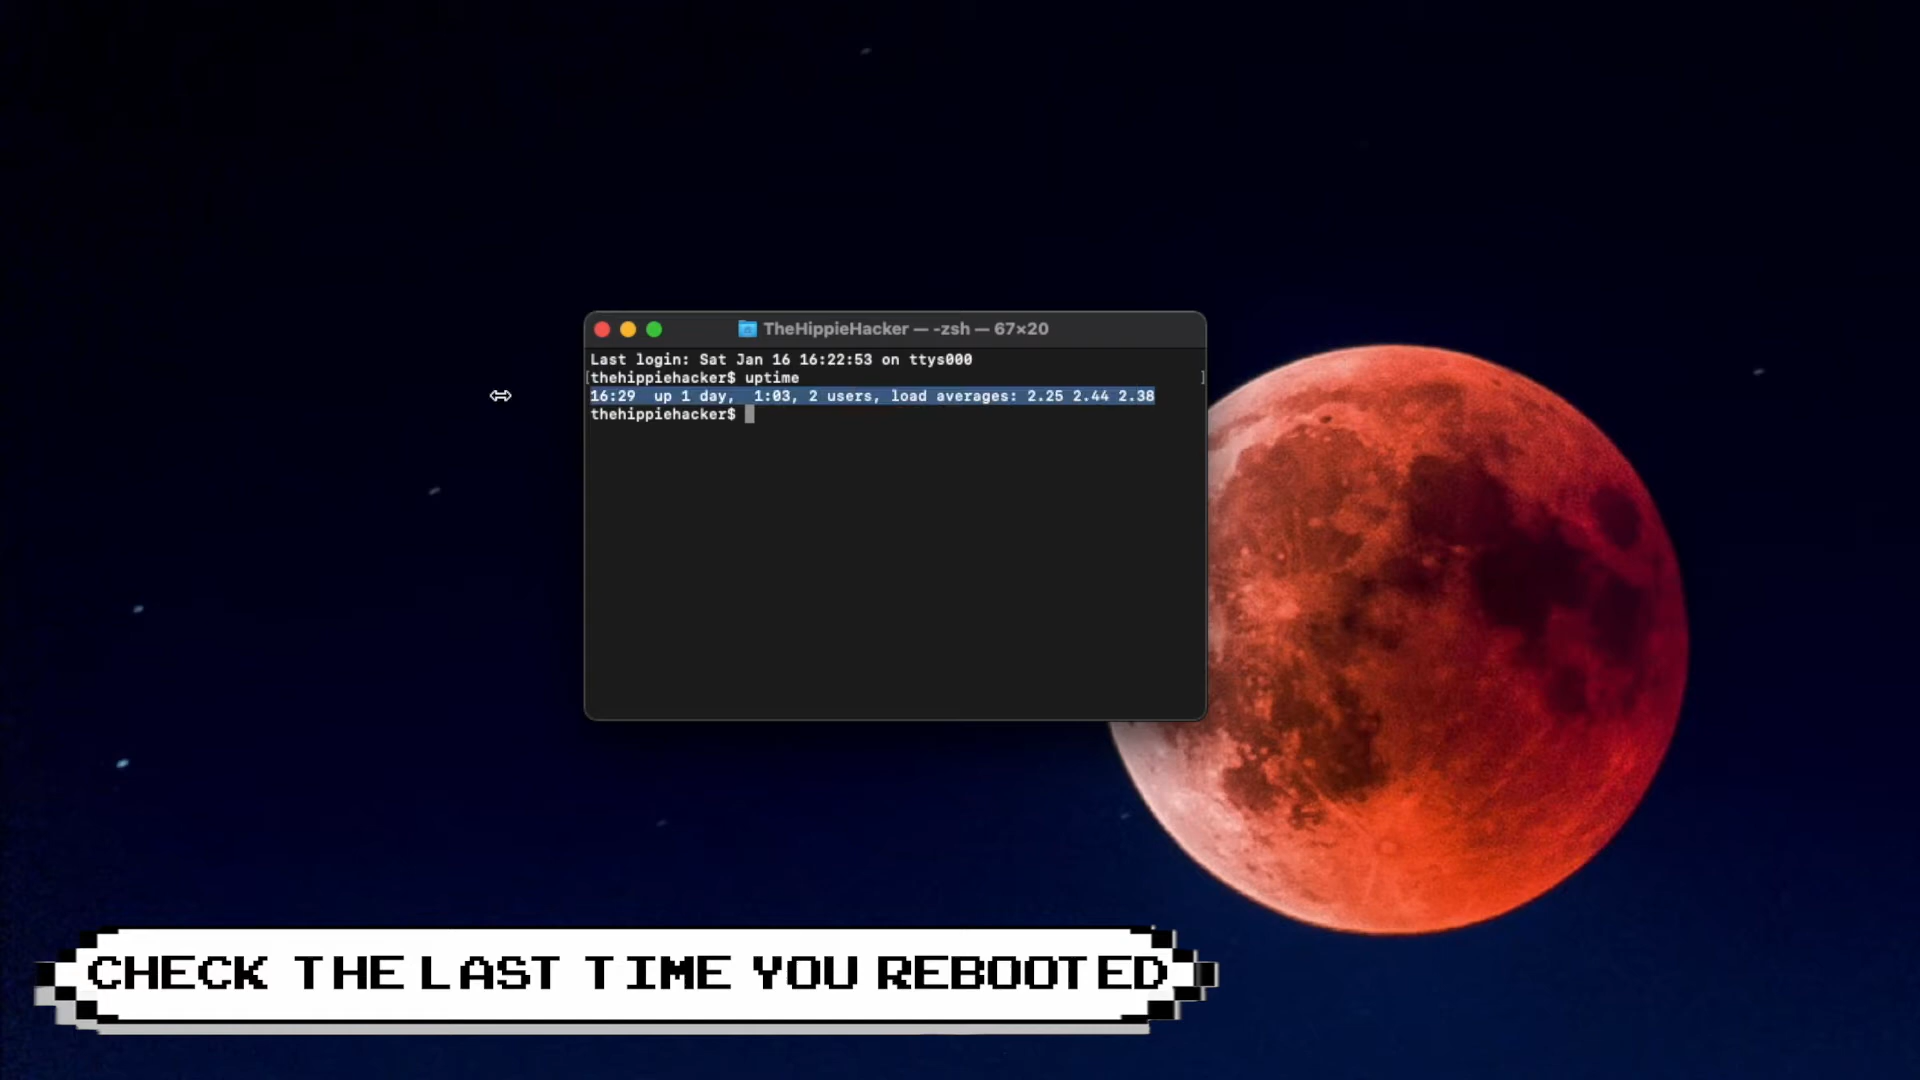 TheHippieHacker — -zsh — 67×20
Last login: Sat Jan 16 16:22:53 on ttys000
[thehippiehacker$ uptime ]
16:29  up 1 day,  1:03, 2 users, load averages: 2.25 2.44 2.38
thehippiehacker$
CHECK THE LAST TIME YOU REBOOTED